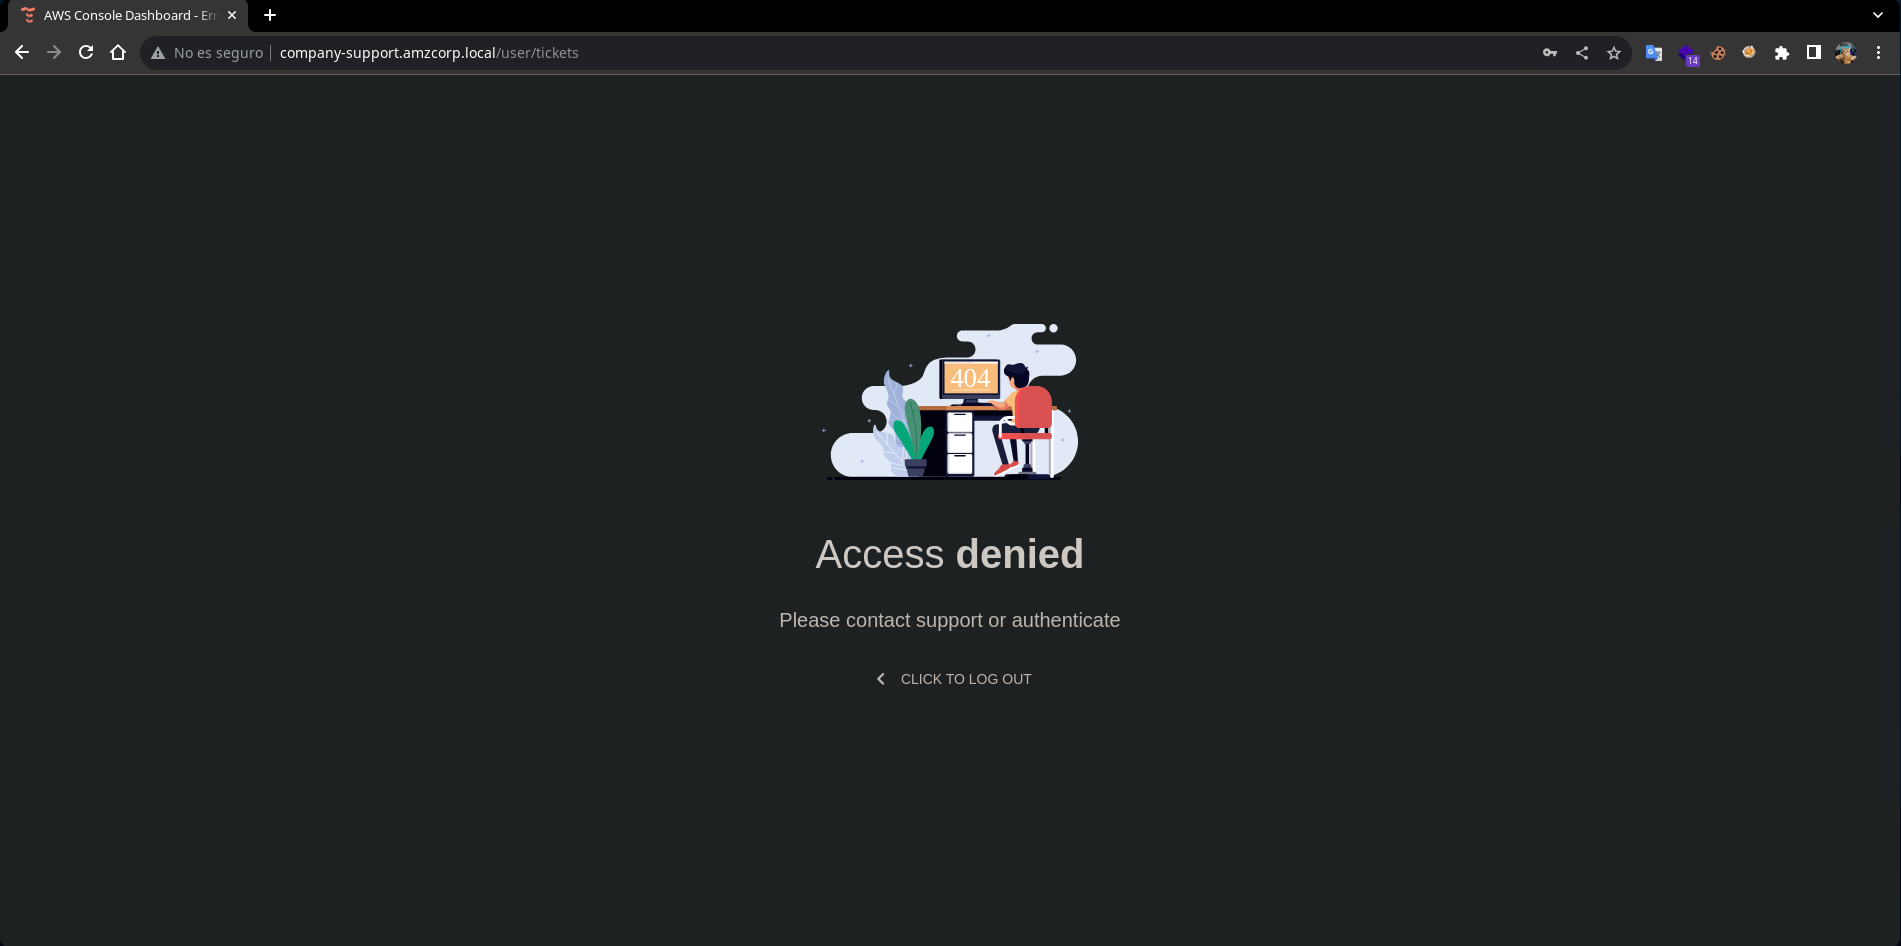 AWS Console Dashboard - Err
No es seguro company-support.amzcorp.local/user/tickets
14
404
Access denied
Please contact support or authenticate
CLICK TO LOG OUT